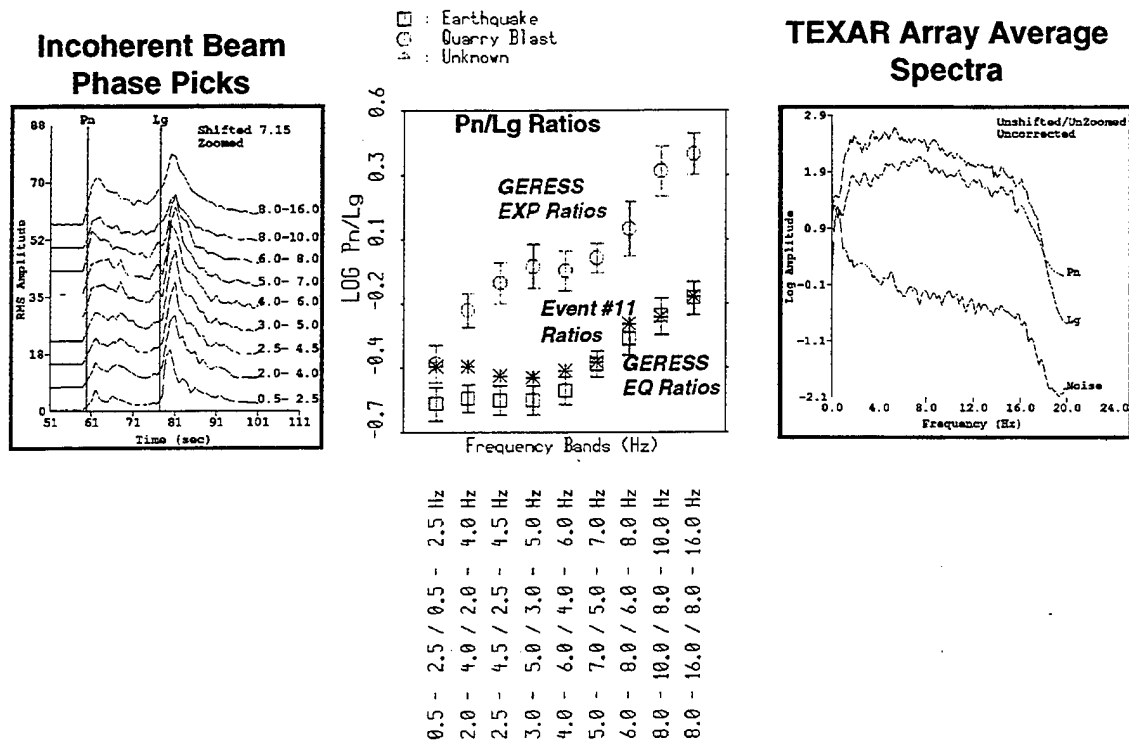 Incoherent Beam
Phase Picks
□ : Earthquake
○ : Quarry Blast
* : Unknown
TEXAR Array Average
Spectra
RMS Amplitude
88
70
52
35
18
0
Pn
Lg
Shifted 7.15
Zoomed
8.0-16.0
8.0-10.0
6.0- 8.0
5.0- 7.0
4.0- 6.0
3.0- 5.0
2.5- 4.5
2.0- 4.0
0.5- 2.5
51 61 71 81 91 101 111
Time (sec)
LOG Pn/Lg
0.6
0.3
0.1
-0.2
-0.4
-0.7
Pn/Lg Ratios
GERESS
EXP Ratios
Event #11
Ratios
GERESS
EQ Ratios
Frequency Bands (Hz)
0.5 - 2.5 / 0.5 - 2.5 Hz
2.0 - 4.0 / 2.0 - 4.0 Hz
2.5 - 4.5 / 2.5 - 4.5 Hz
3.0 - 5.0 / 3.0 - 5.0 Hz
4.0 - 6.0 / 4.0 - 6.0 Hz
5.0 - 7.0 / 5.0 - 7.0 Hz
6.0 - 8.0 / 6.0 - 8.0 Hz
8.0 - 10.0 / 8.0 - 10.0 Hz
8.0 - 16.0 / 8.0 - 16.0 Hz
Log Amplitude
2.9
1.9
0.9
-0.1
-1.1
-2.1
Unshifted/UnZoomed
Uncorrected
Pn
Lg
Noise
0.0 4.0 8.0 12.0 16.0 20.0 24.0
Frequency (Hz)